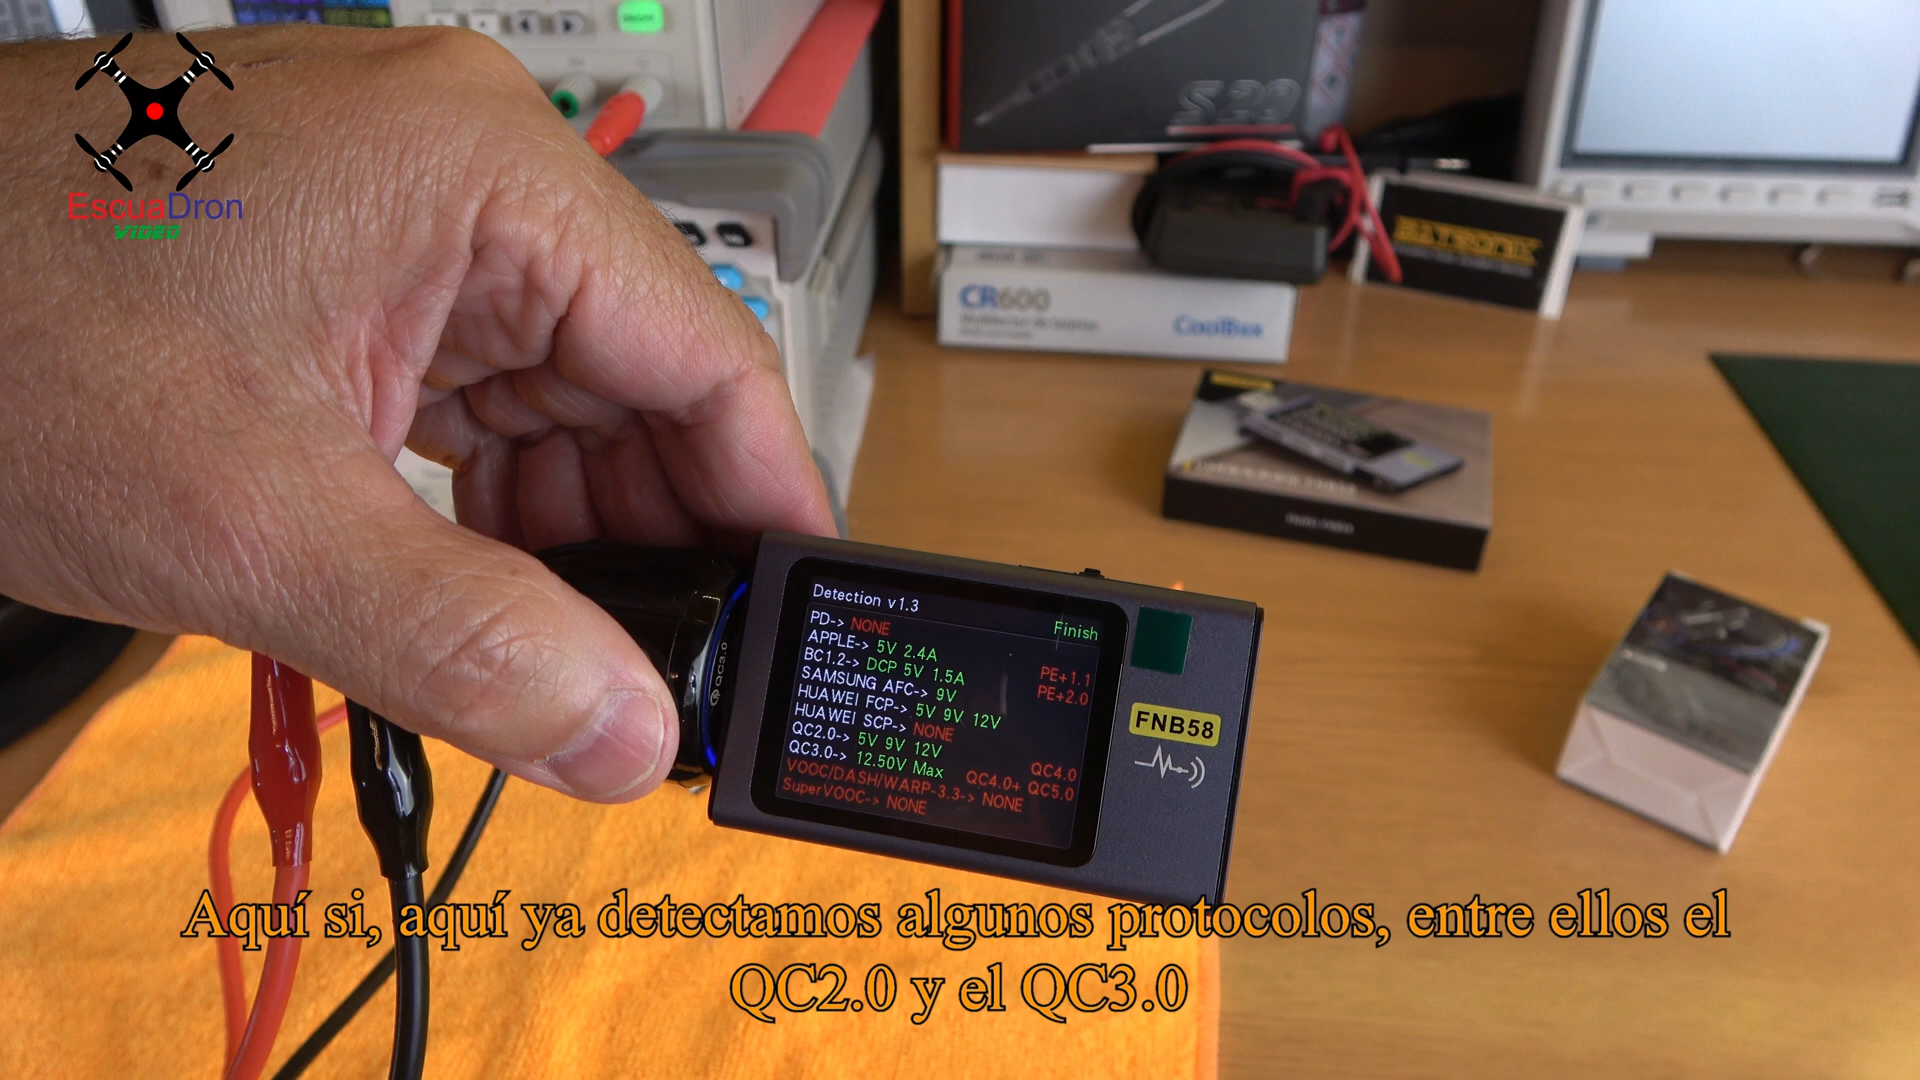 EscuaDron
VIDEO
S20
CR600
CoolBox
QC3.0
Detection v1.3
Finish
PD-> NONE
APPLE-> 5V 2.4A
BC1.2-> DCP 5V 1.5A
PE+1.1
SAMSUNG AFC-> 9V
PE+2.0
HUAWEI FCP-> 5V 9V 12V
HUAWEI SCP-> NONE
QC2.0-> 5V 9V 12V
QC3.0-> 12.50V Max
QC4.0
QC4.0+ QC5.0
VOOC/DASH/WARP-3.3-> NONE
SuperVOOC-> NONE
FNB58
Aquí si, aquí ya detectamos algunos protocolos, entre ellos el
QC2.0 y el QC3.0